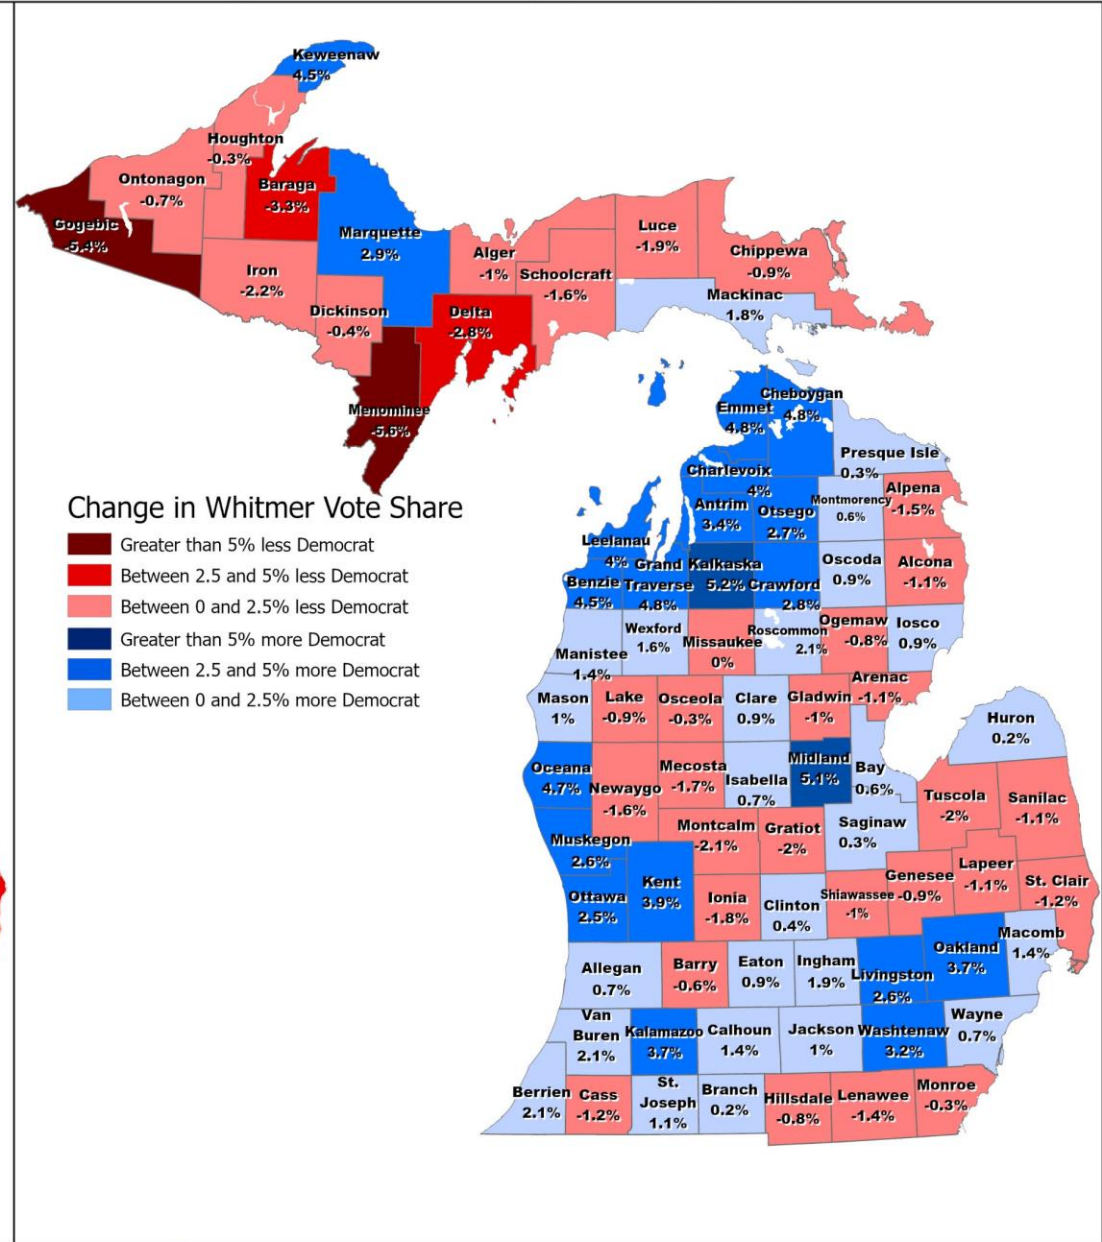 Keweenaw
4.5%
Houghton
-0.3%
Ontonagon
-0.7%
Baraga
-3.3%
Gogebic
-5.4%
Marquette
2.9%
Iron
-2.2%
Dickinson
-0.4%
Menominee
-5.6%
Delta
-2.8%
Alger
-1%
Schoolcraft
-1.6%
Luce
-1.9%
Chippewa
-0.9%
Mackinac
1.8%
Change in Whitmer Vote Share
Greater than 5% less Democrat
Between 2.5 and 5% less Democrat
Between 0 and 2.5% less Democrat
Greater than 5% more Democrat
Between 2.5 and 5% more Democrat
Between 0 and 2.5% more Democrat
Emmet
4.8%
Cheboygan
4.8%
Presque Isle
0.3%
Charlevoix
4%
Antrim
3.4%
Otsego
2.7%
Montmorency
0.6%
Alpena
-1.5%
Leelanau
4%
Benzie
4.5%
Grand
Traverse
4.8%
Kalkaska
5.2%
Crawford
2.8%
Oscoda
0.9%
Alcona
-1.1%
Manistee
1.4%
Wexford
1.6%
Missaukee
0%
Roscommon
2.1%
Ogemaw
-0.8%
Iosco
0.9%
Mason
1%
Lake
-0.9%
Osceola
-0.3%
Clare
0.9%
Gladwin
-1%
Arenac
-1.1%
Huron
0.2%
Oceana
4.7%
Newaygo
-1.6%
Mecosta
-1.7%
Isabella
0.7%
Midland
5.1%
Bay
0.6%
Tuscola
-2%
Sanilac
-1.1%
Muskegon
2.6%
Montcalm
-2.1%
Gratiot
-2%
Saginaw
0.3%
Ottawa
2.5%
Kent
3.9%
Ionia
-1.8%
Clinton
0.4%
Shiawassee
-1%
Genesee
-0.9%
Lapeer
-1.1%
St. Clair
-1.2%
Allegan
0.7%
Barry
-0.6%
Eaton
0.9%
Ingham
1.9%
Livingston
2.6%
Oakland
3.7%
Macomb
1.4%
Van
Buren
2.1%
Kalamazoo
3.7%
Calhoun
1.4%
Jackson
1%
Washtenaw
3.2%
Wayne
0.7%
Berrien
2.1%
Cass
-1.2%
St.
Joseph
1.1%
Branch
0.2%
Hillsdale
-0.8%
Lenawee
-1.4%
Monroe
-0.3%